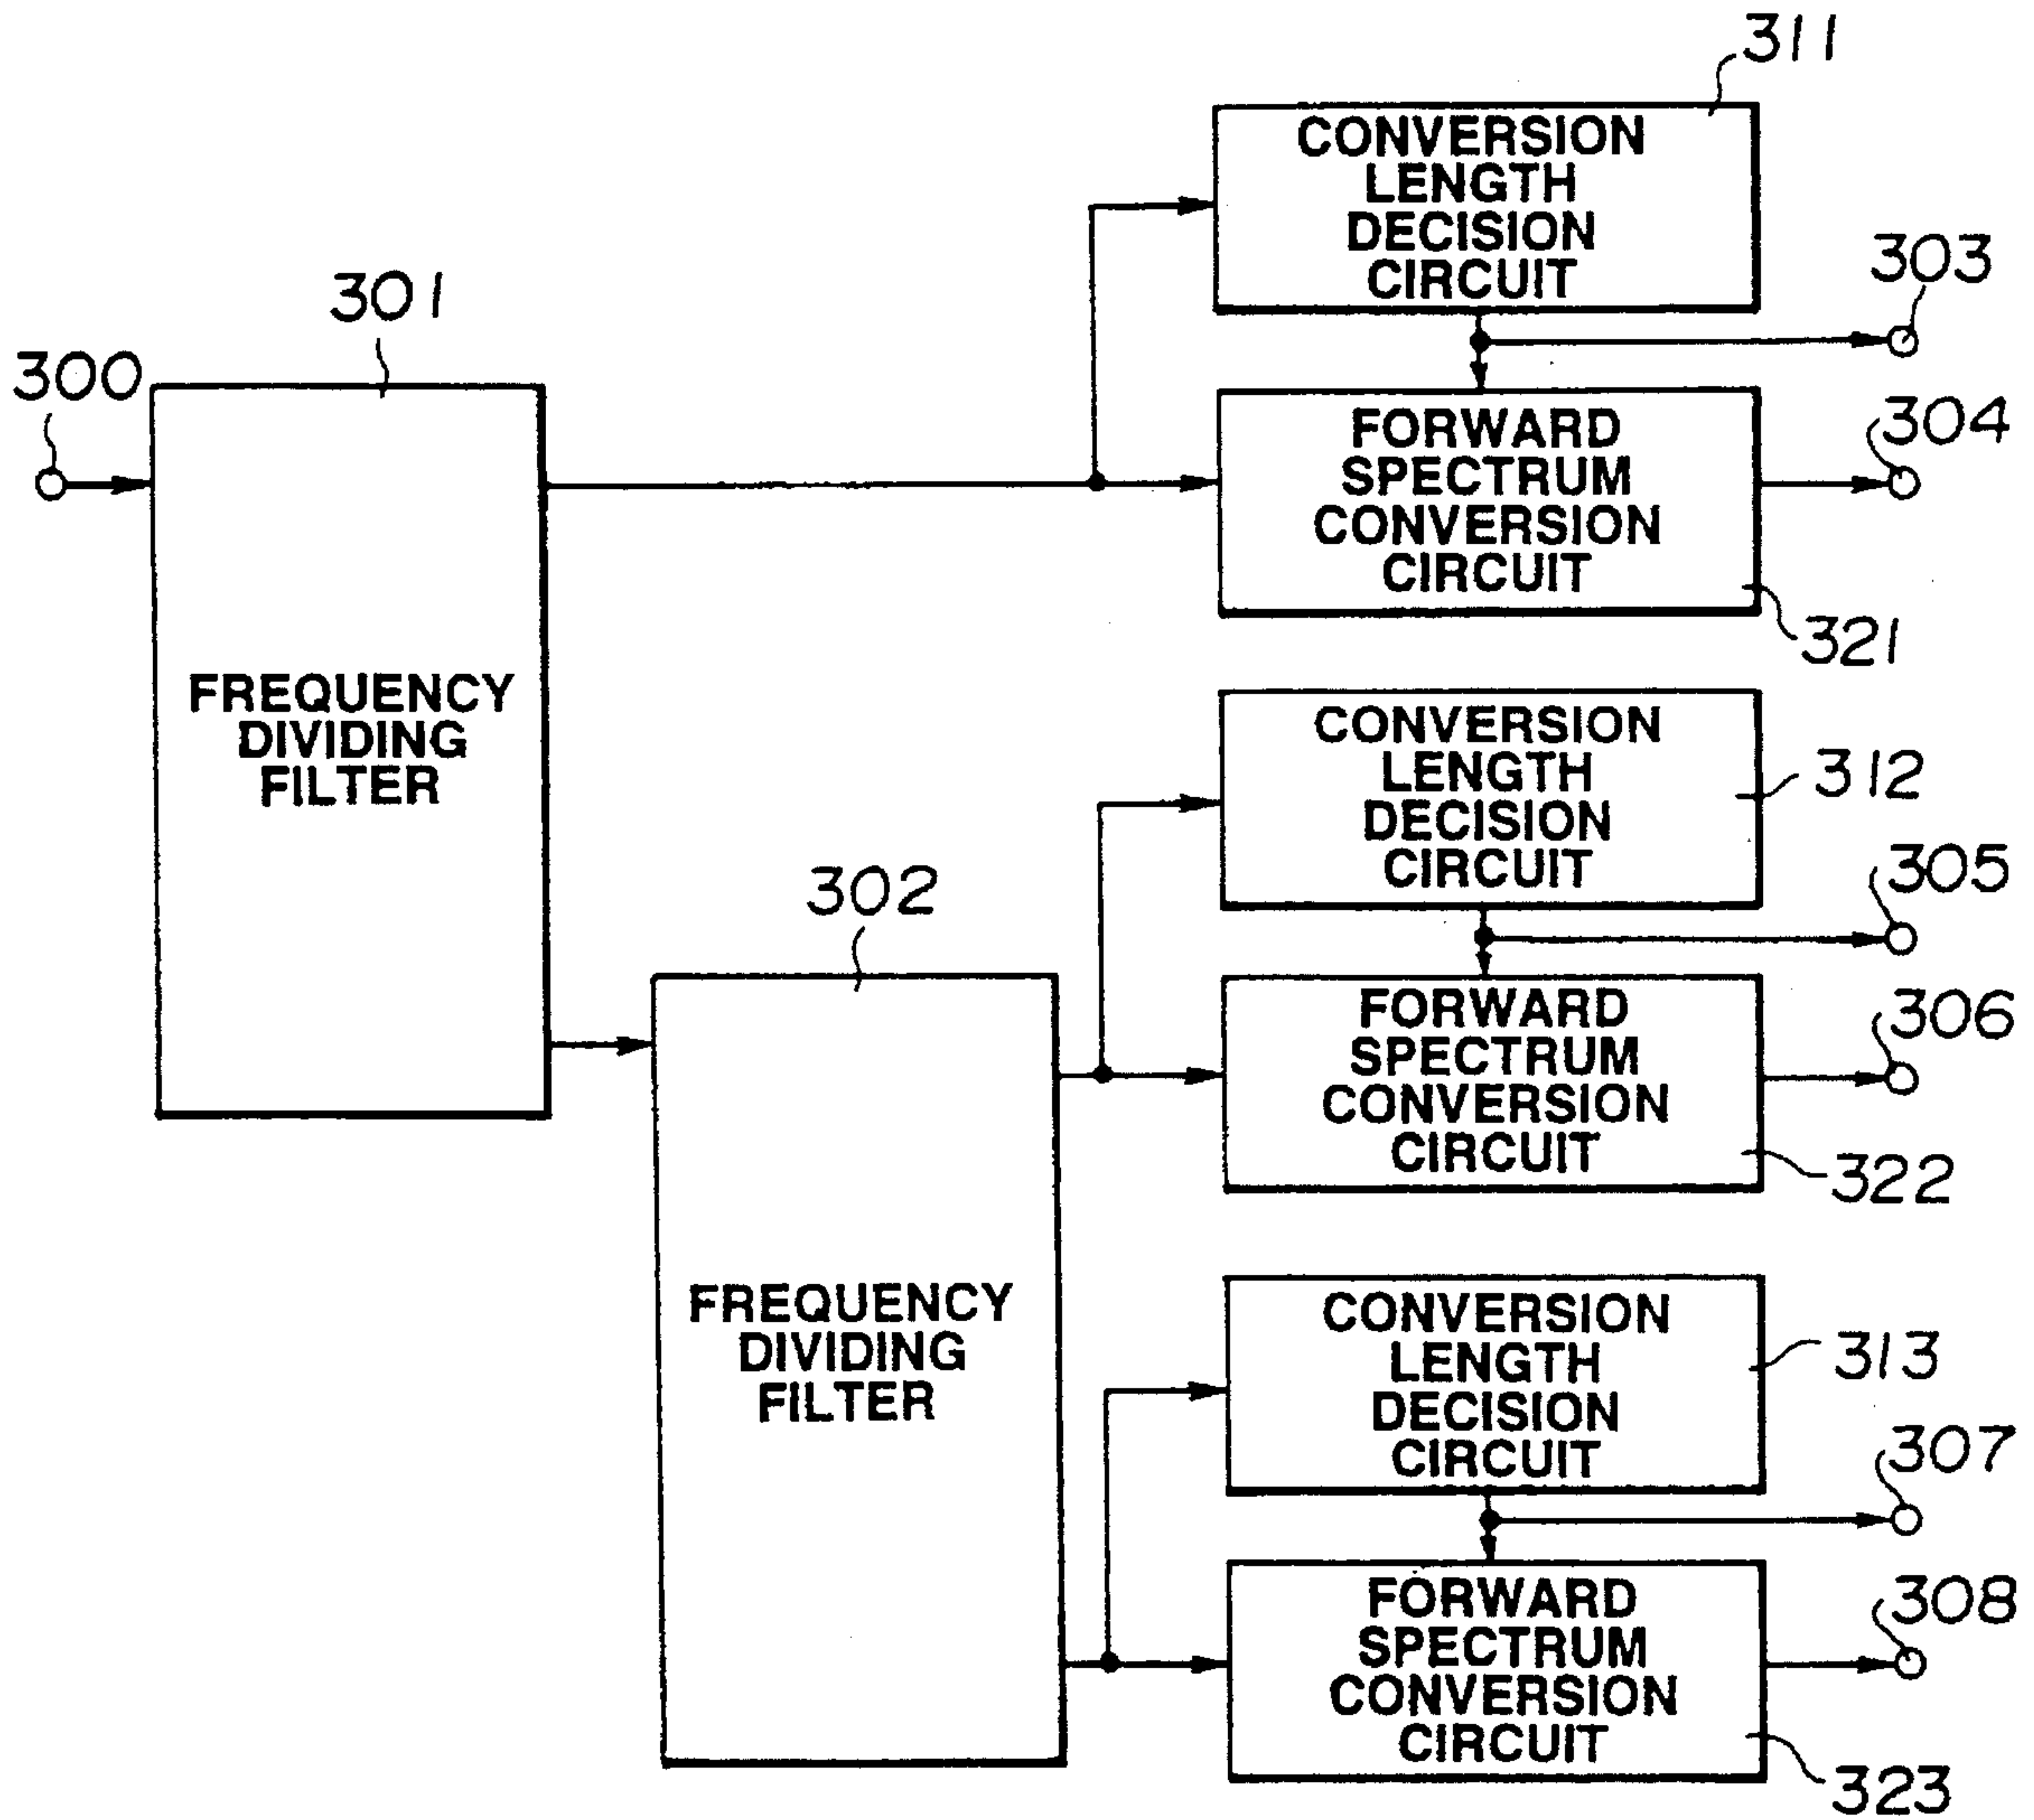 311
CONVERSION
LENGTH
DECISION
CIRCUIT
303
301
300
FORWARD
SPECTRUM
CONVERSION
CIRCUIT
304
321
FREQUENCY
DIVIDING
FILTER
CONVERSION
LENGTH
DECISION
CIRCUIT
312
305
302
FORWARD
SPECTRUM
CONVERSION
CIRCUIT
306
322
FREQUENCY
DIVIDING
FILTER
CONVERSION
LENGTH
DECISION
CIRCUIT
313
307
FORWARD
SPECTRUM
CONVERSION
CIRCUIT
308
323